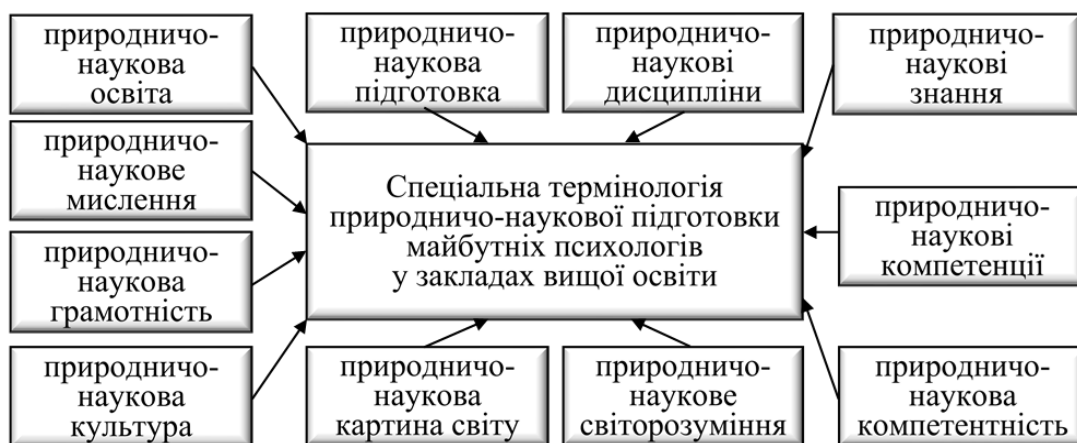 природничо-
наукова
освіта
природничо-
наукова
підготовка
природничо-
наукові
дисципліни
природничо-
наукові
знання
природничо-
наукове
мислення
Спеціальна термінологія
природничо-наукової підготовки
майбутніх психологів
у закладах вищої освіти
природничо-
наукові
компетенції
природничо-
наукова
грамотність
природничо-
наукова
культура
природничо-
наукова
картина світу
природничо-
наукове
світорозуміння
природничо-
наукова
компетентність